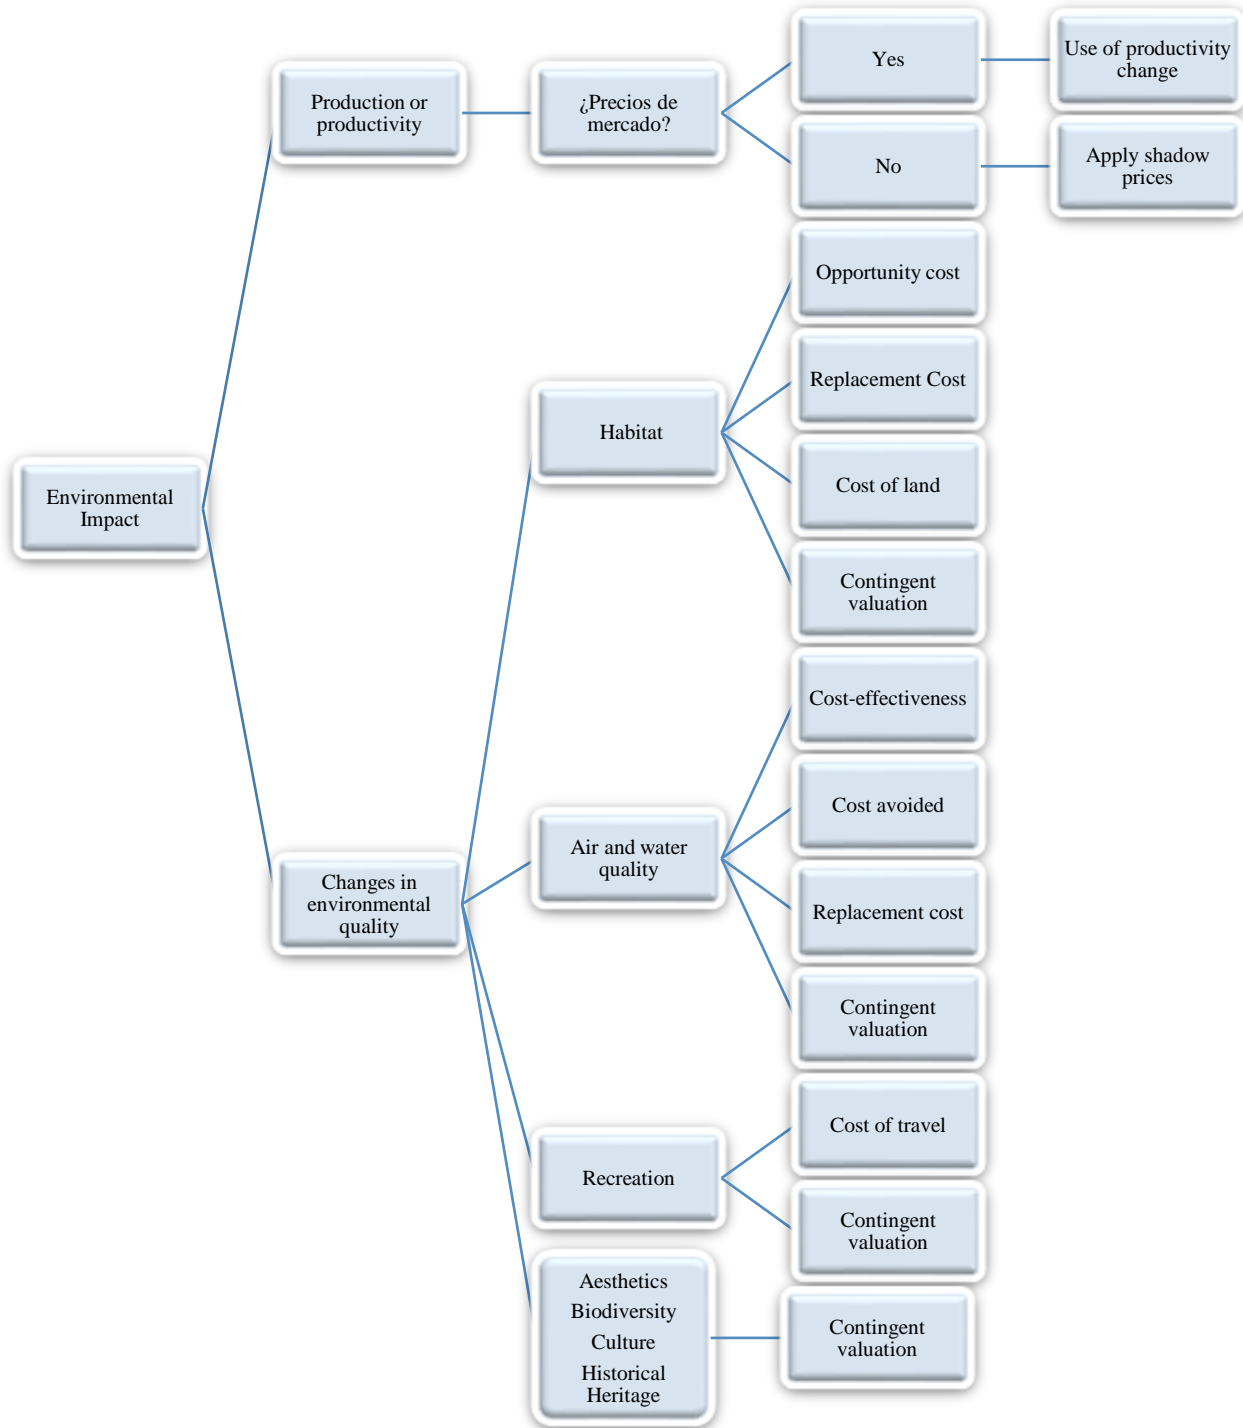 Environmental
Impact
Production or
productivity
¿Precios de
mercado?
Yes
Use of productivity
change
No
Apply shadow
prices
Changes in
environmental
quality
Habitat
Opportunity cost
Replacement Cost
Cost of land
Contingent
valuation
Air and water
quality
Cost-effectiveness
Cost avoided
Replacement cost
Contingent
valuation
Recreation
Cost of travel
Contingent
valuation
Aesthetics
Biodiversity
Culture
Historical
Heritage
Contingent
valuation